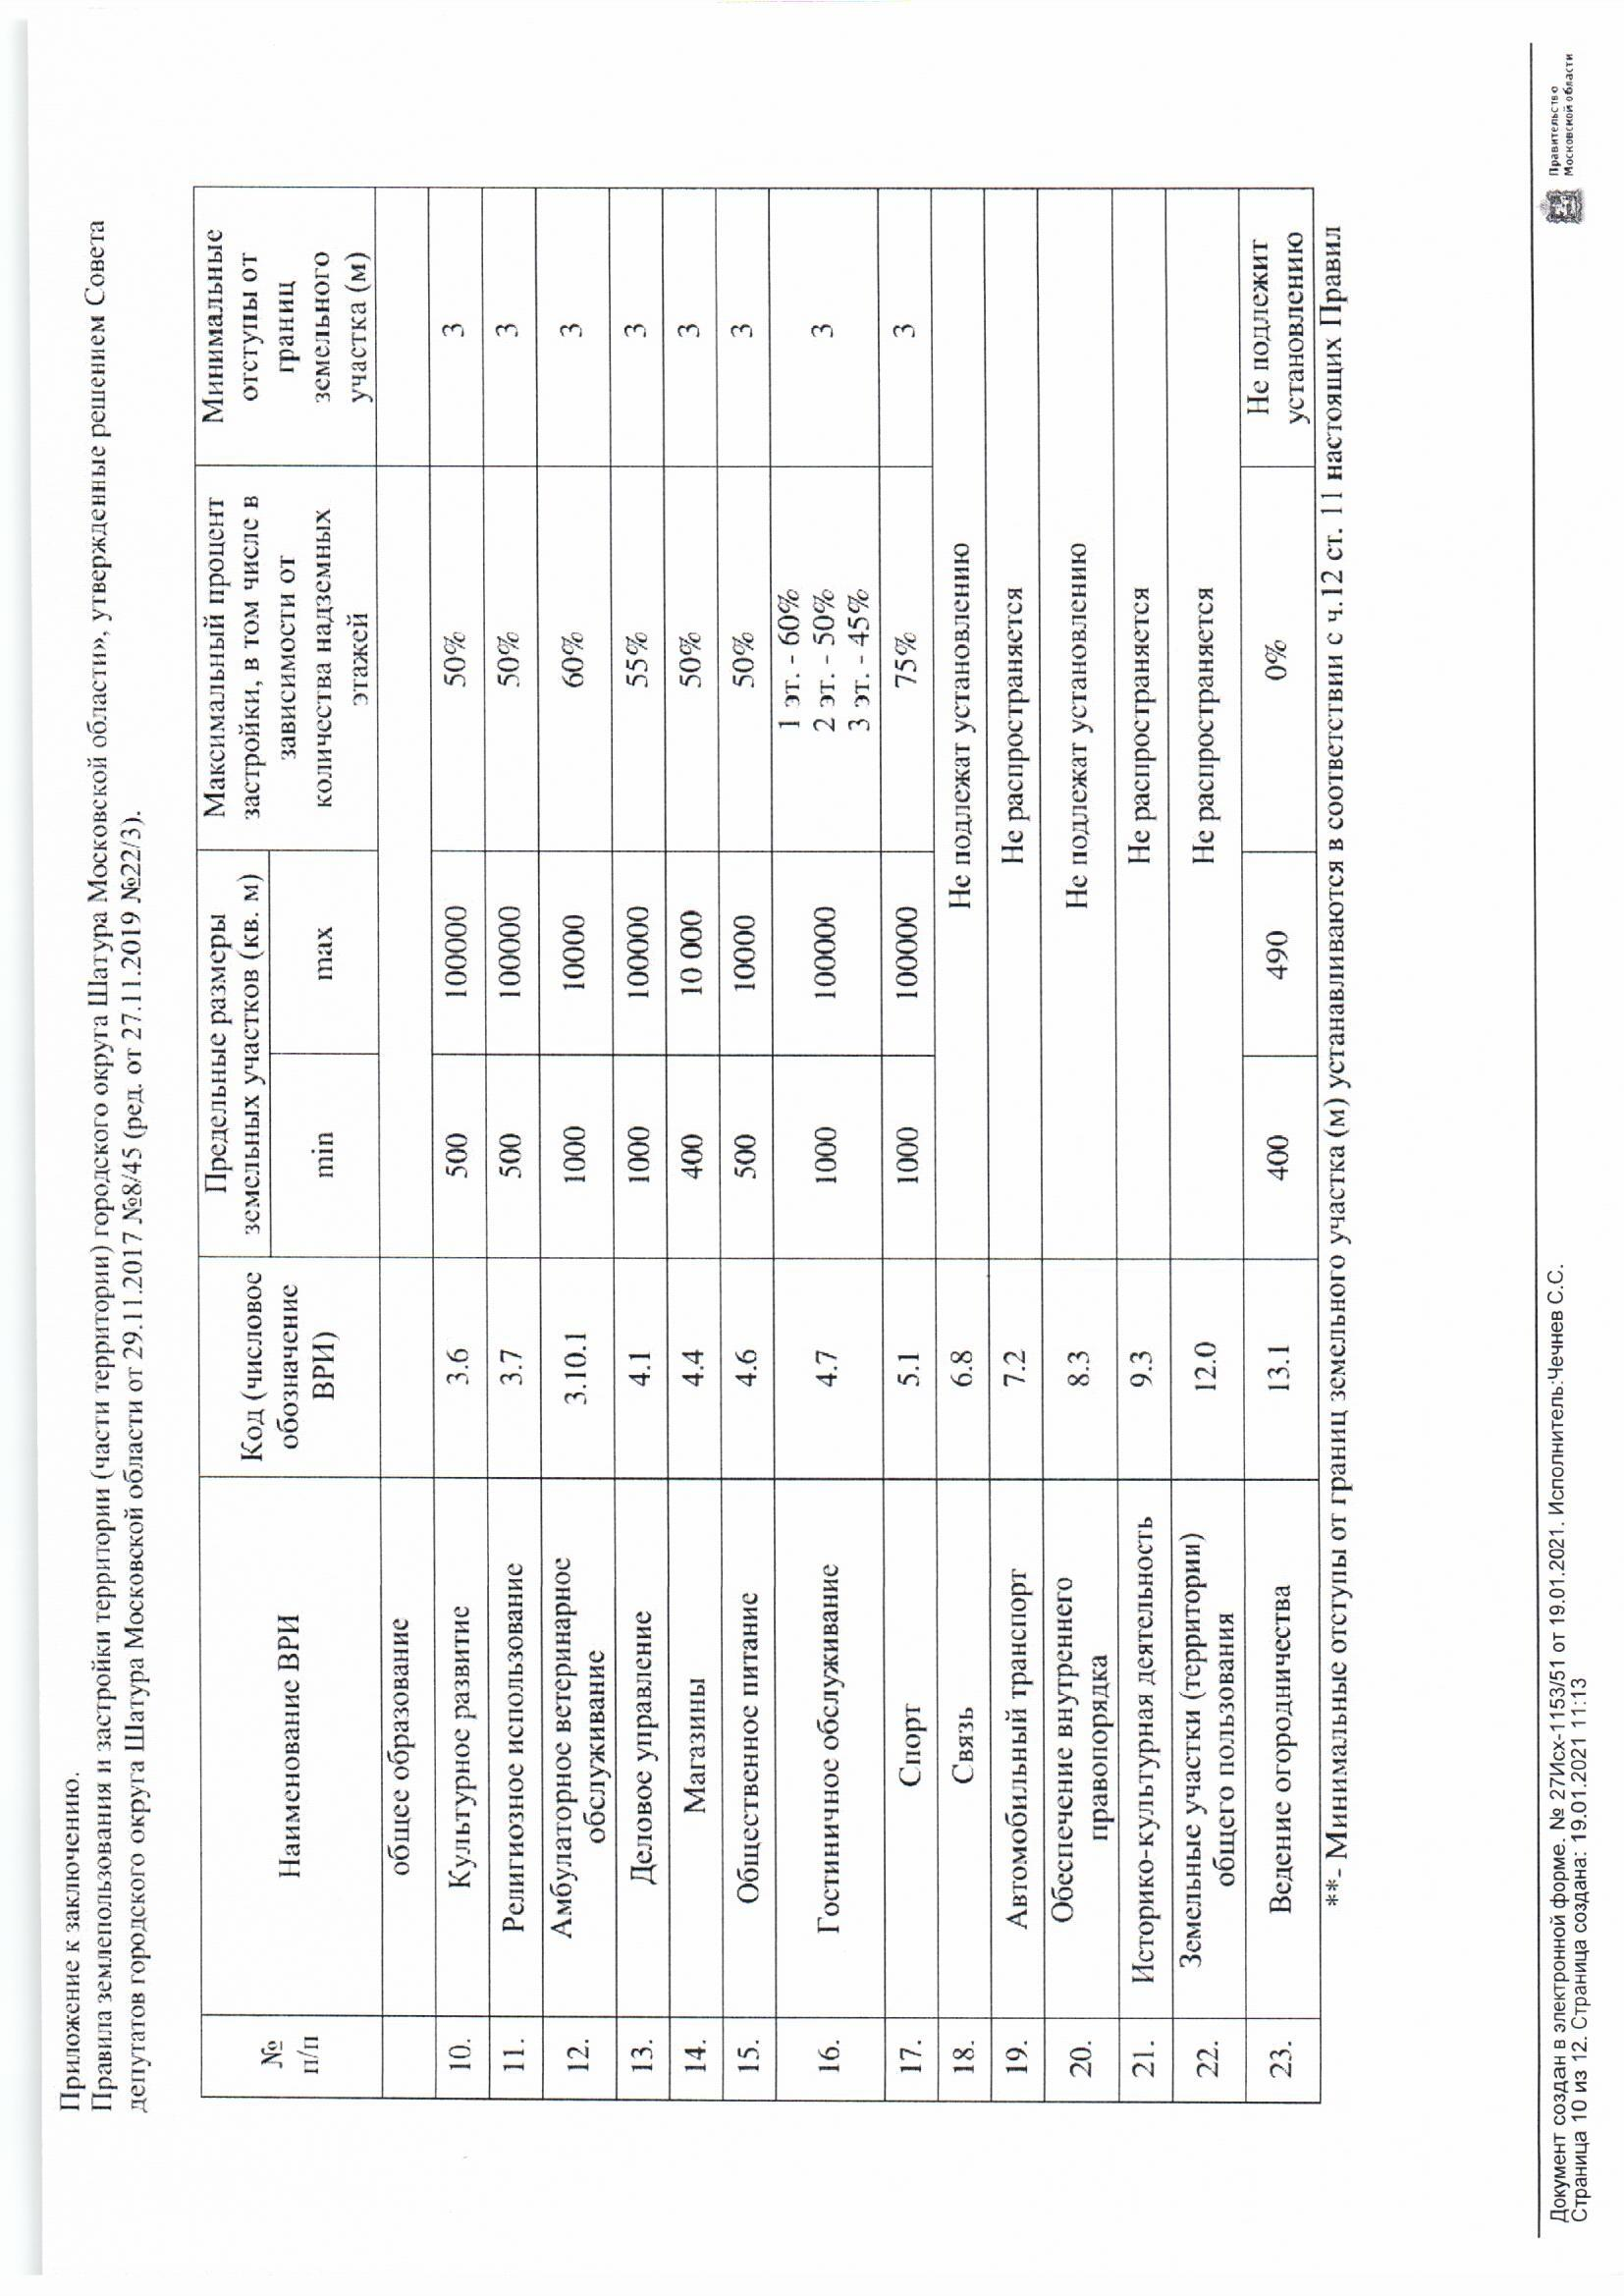 Приложение к заключению.
Правила землепользования и застройки территории (части территории) городского округа Шатура Московской области», утвержденные решением Совета
депутатов городского округа Шатура Московской области от 29.11.2017 №8/45 (ред. от 27.11.2019 №22/3).
№
п/п
Наименование ВРИ
Код (числовое
обозначение
ВРИ)
Предельные размеры
земельных участков (кв. м)
min
max
Максимальный процент
застройки, в том числе в
зависимости от
количества надземных
этажей
Минимальные
отступы от
границ
земельного
участка (м)
общее образование
10. Культурное развитие 3.6 500 100000 50% 3
11. Религиозное использование 3.7 500 100000 50% 3
12. Амбулаторное ветеринарное
обслуживание 3.10.1 1000 10000 60% 3
13. Деловое управление 4.1 1000 100000 55% 3
14. Магазины 4.4 400 10 000 50% 3
15. Общественное питание 4.6 500 10000 50% 3
16. Гостиничное обслуживание 4.7 1000 100000 1 эт. - 60%
2 эт. - 50%
3 эт. - 45%
3
17. Спорт 5.1 1000 100000 75% 3
18. Связь 6.8 Не подлежат установлению
19. Автомобильный транспорт 7.2 Не распространяется
20. Обеспечение внутреннего
правопорядка 8.3 Не подлежат установлению
21. Историко-культурная деятельность 9.3 Не распространяется
22. Земельные участки (территории)
общего пользования 12.0 Не распространяется
23. Ведение огородничества 13.1 400 490 0% Не подлежит
установлению
**- Минимальные отступы от границ земельного участка (м) устанавливаются в соответствии с ч.12 ст. 11 настоящих Правил
Документ создан в электронной форме. № 27Исх-1153/51 от 19.01.2021. Исполнитель:Чечнев С.С.
Страница 10 из 12. Страница создана: 19.01.2021 11:13
Правительство
Московской области